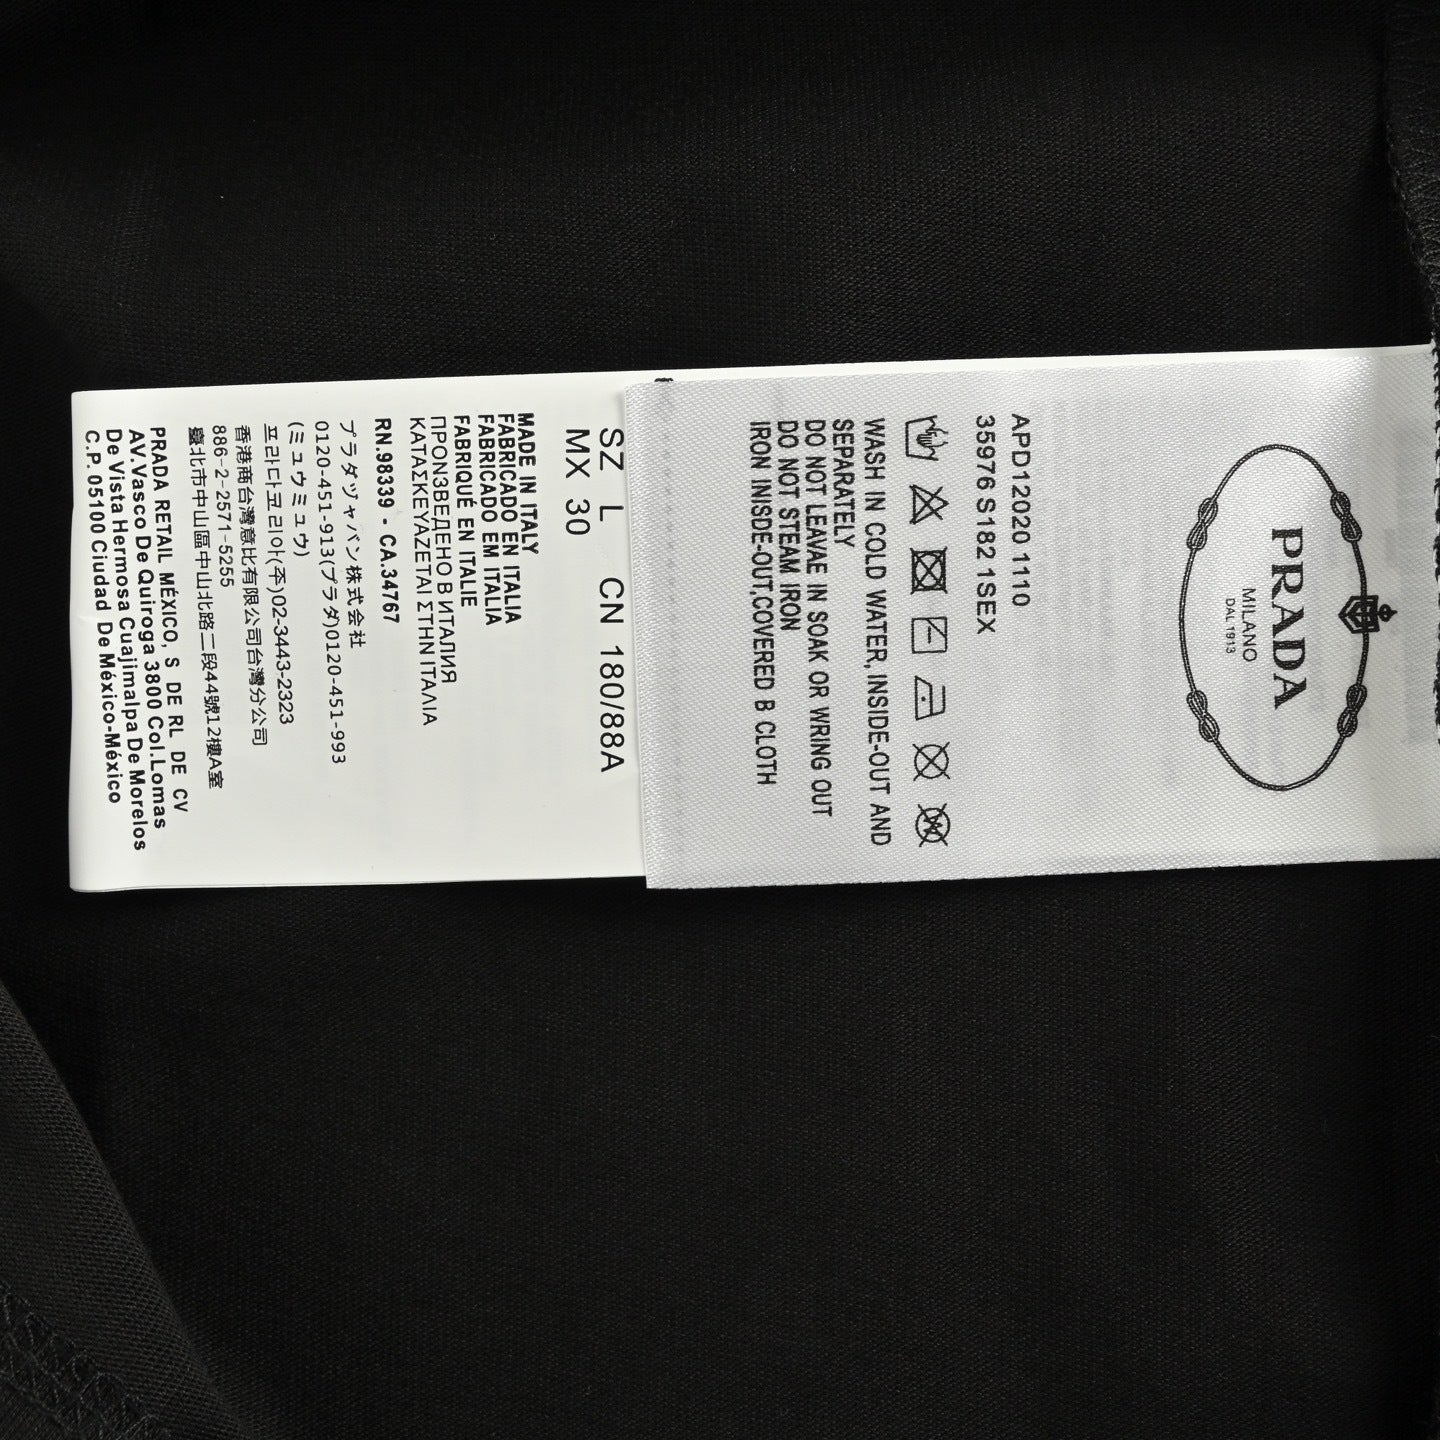 PRADA
MILANO
DAL 1913
APD12020 1110
35976 S182 1SEX
WASH IN COLD WATER, INSIDE-OUT AND
SEPARATELY
DO NOT LEAVAE IN SOAK OR WRING OUT
DO NOT STEAM IRON
IRON INISDE-OUT,COVERED B CLOTH
SZ L CN 180/88A
MX 30
MADE IN ITALY
FABRICADO EN ITALIA
FABRICADO EM ITALIA
FABRIQUÉ EN ITALIE
ПРОNЗВЕДЕНО В ИТАЛИЯ
ΚΑΤΑΣΚΕΥΑΖΕΤΑΙ ΣΤΗΝ ΙΤΑΛΙΑ
RN.98339 - CA.34767
プラダヅャパン株式会社
0120-451-913(プラダ)0120-451-993
(ミュウミュウ)
프라다코리아(주)02-3443-2323
香港商台灣意比有限公司台灣分公司
886-2-2571-5255
臺北市中山區中山北路二段44號12樓A室
PRADA RETAIL MÉXICO, S DE RL DE CV
AV.Vasco De Quiroga 3800 Col.Lomas
De Vista Hermosa Cuajimalpa De Morelos
C.P. 05100 Ciudad De México-México